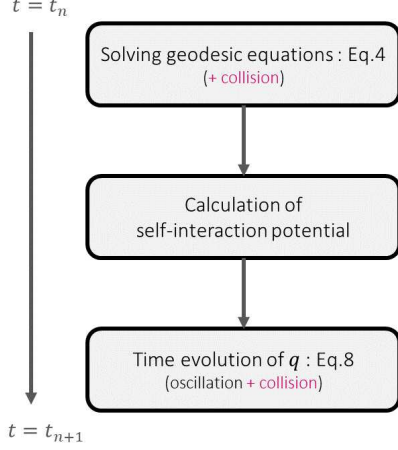 t = tₙ
Solving geodesic equations : Eq.4
(+ collision)
Calculation of
self-interaction potential
Time evolution of q : Eq.8
(oscillation + collision)
t = tₙ₊₁